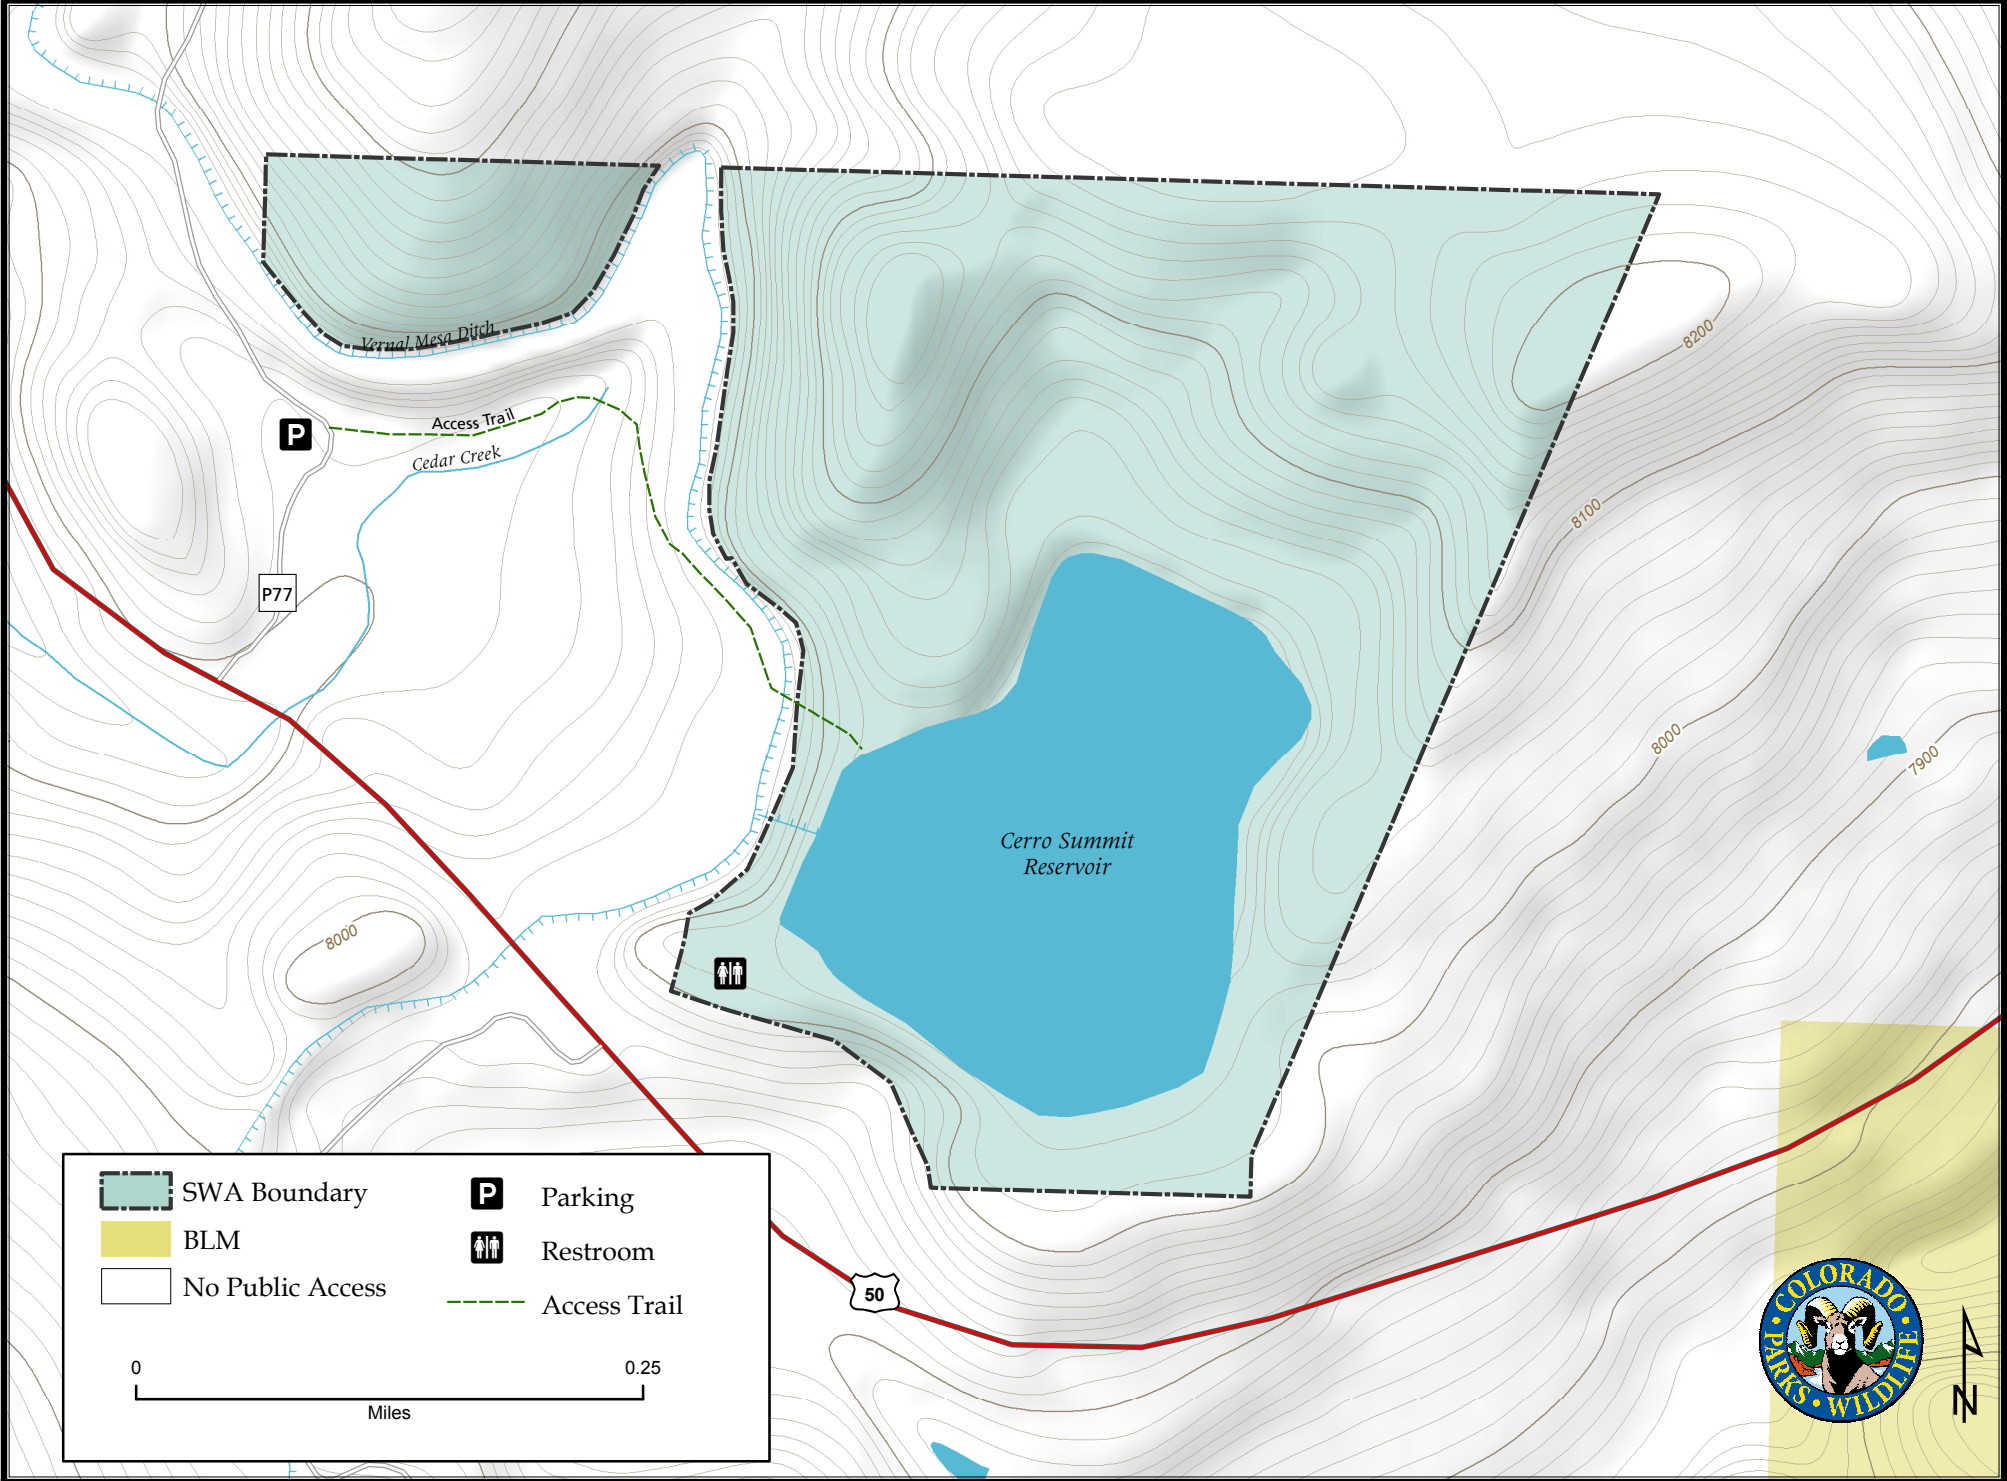 Vernal Mesa Ditch
8200
P
Access Trail
Cedar Creek
8100
P77
8000
7900
Cerro Summit
Reservoir
8000
SWA Boundary
BLM
No Public Access
P
Parking
Restroom
Access Trail
0
0.25
Miles
50
COLORADO
PARKS • WILDLIFE
N